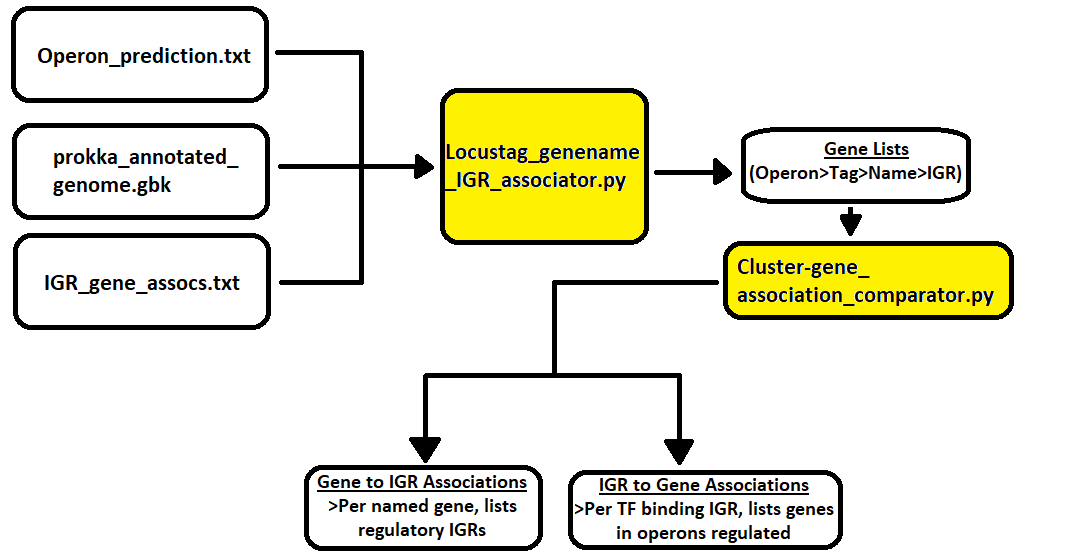 Operon_prediction.txt
prokka_annotated_
genome.gbk
IGR_gene_assocs.txt
Locustag_genename
_IGR_associator.py
Gene Lists
(Operon>Tag>Name>IGR)
Cluster-gene_
association_comparator.py
Gene to IGR Associations
>Per named gene, lists
regulatory IGRs
IGR to Gene Associations
>Per TF binding IGR, lists genes
in operons regulated